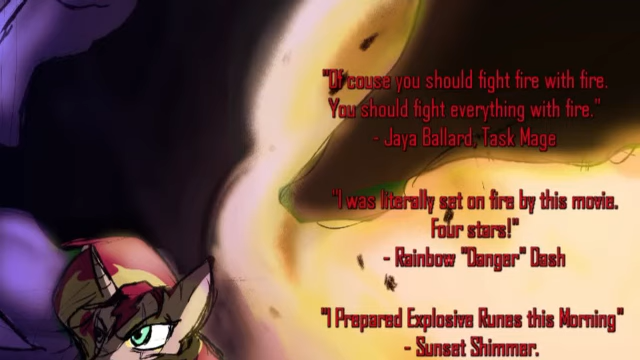 "Of couse you should fight fire with fire.
You should fight everything with fire."
- Jaya Ballard, Task Mage
"I was literally set on fire by this movie.
Four stars!"
- Rainbow "Danger" Dash
"I Prepared Explosive Runes this Morning"
- Sunset Shimmer.